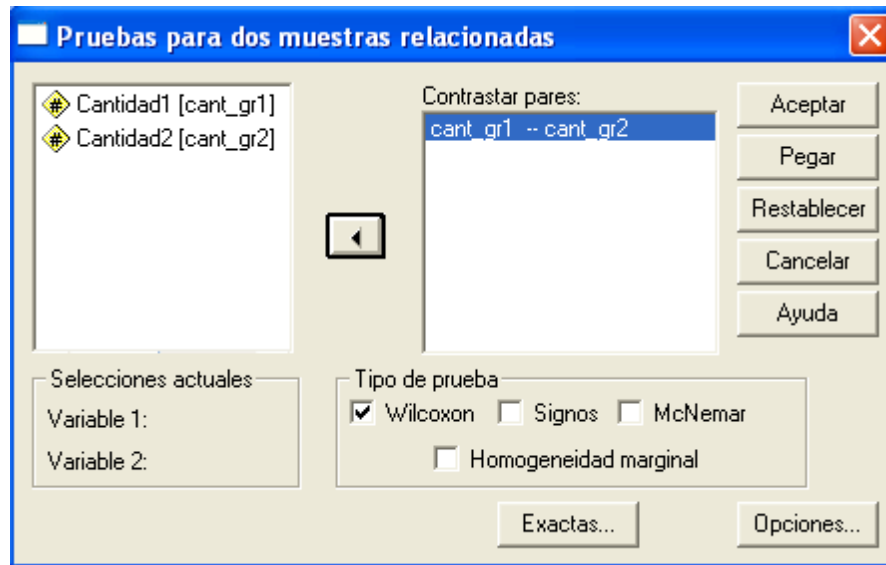 Pruebas para dos muestras relacionadas
Cantidad1 [cant_gr1]
Cantidad2 [cant_gr2]
Contrastar pares:
cant_gr1 -- cant_gr2
Aceptar
Pegar
Restablecer
Cancelar
Ayuda
Selecciones actuales
Variable 1:
Variable 2:
Tipo de prueba
Wilcoxon Signos McNemar
Homogeneidad marginal
Exactas... Opciones...